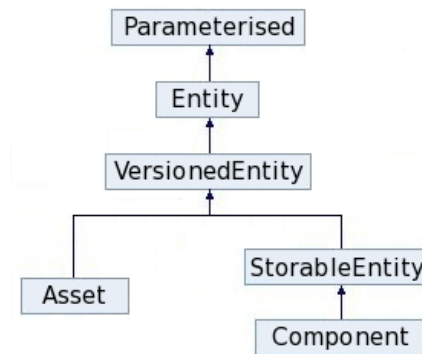 Parameterised
Entity
VersionedEntity
StorableEntity
Asset
Component